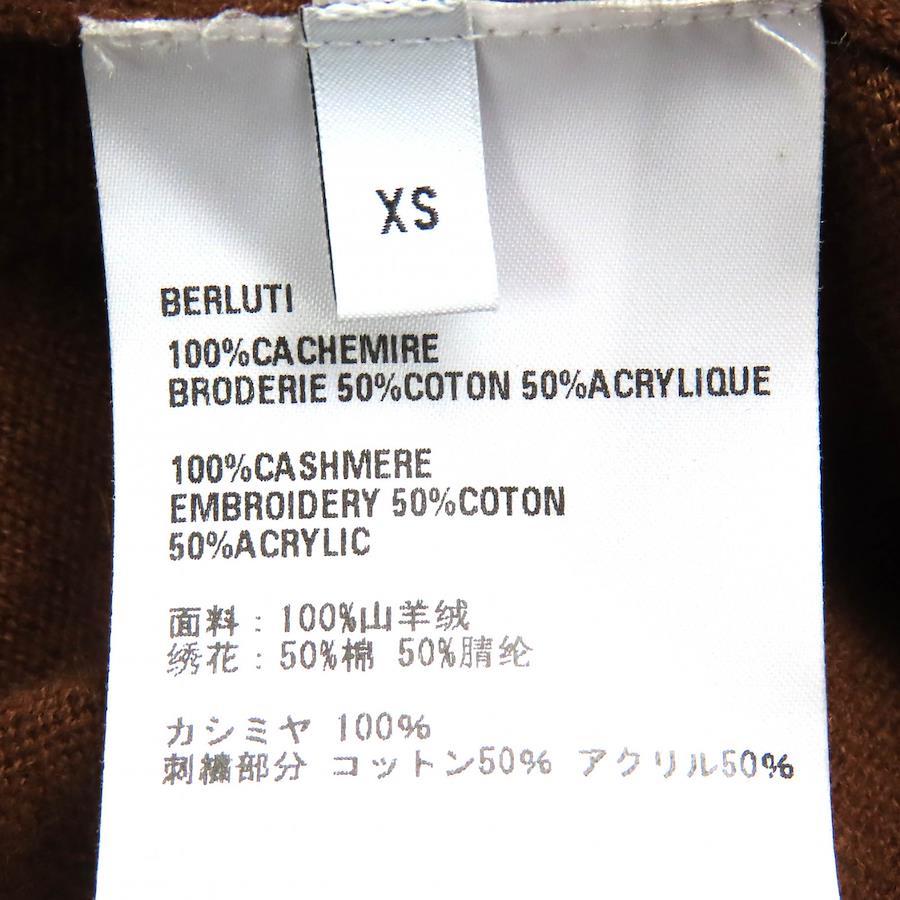 XS
BERLUTI
100%CACHEMIRE
BRODERIE 50%COTON 50%ACRYLIQUE
100%CASHMERE
EMBROIDERY 50%COTON
50%ACRYLIC
面料：100%山羊绒
绣花：50%棉 50%腈纶
カシミヤ 100%
刺繍部分 コットン50% アクリル50%